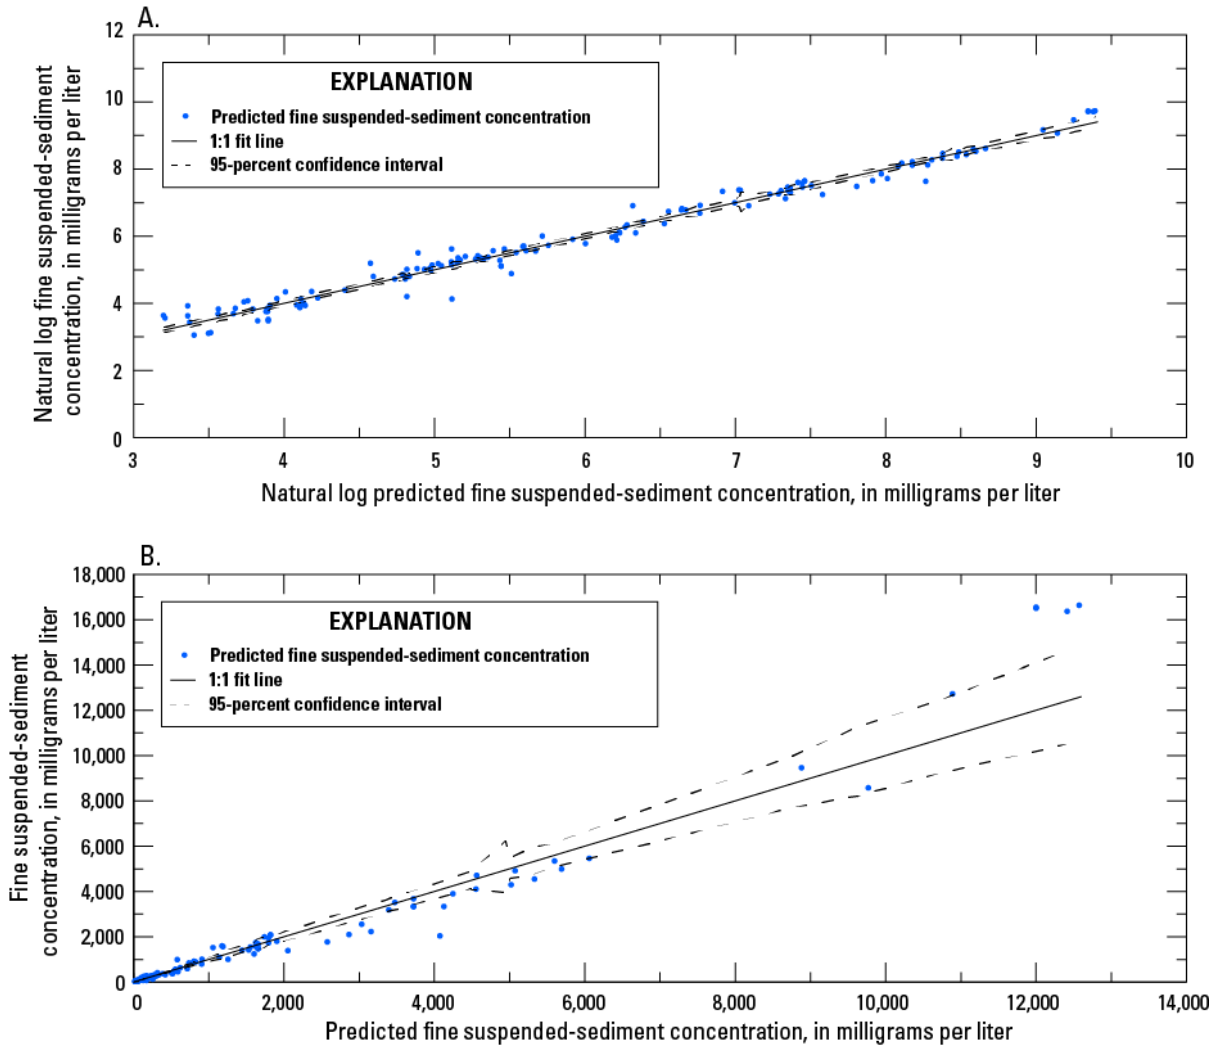 A.
12
10
8
6
4
2
0
Natural log fine suspended-sediment
concentration, in milligrams per liter
EXPLANATION
Predicted fine suspended-sediment concentration
1:1 fit line
95-percent confidence interval
3 4 5 6 7 8 9 10
Natural log predicted fine suspended-sediment concentration, in milligrams per liter
B.
18,000
16,000
14,000
12,000
10,000
8,000
6,000
4,000
2,000
0
Fine suspended-sediment
concentration, in milligrams per liter
EXPLANATION
Predicted fine suspended-sediment concentration
1:1 fit line
95-percent confidence interval
0 2,000 4,000 6,000 8,000 10,000 12,000 14,000
Predicted fine suspended-sediment concentration, in milligrams per liter